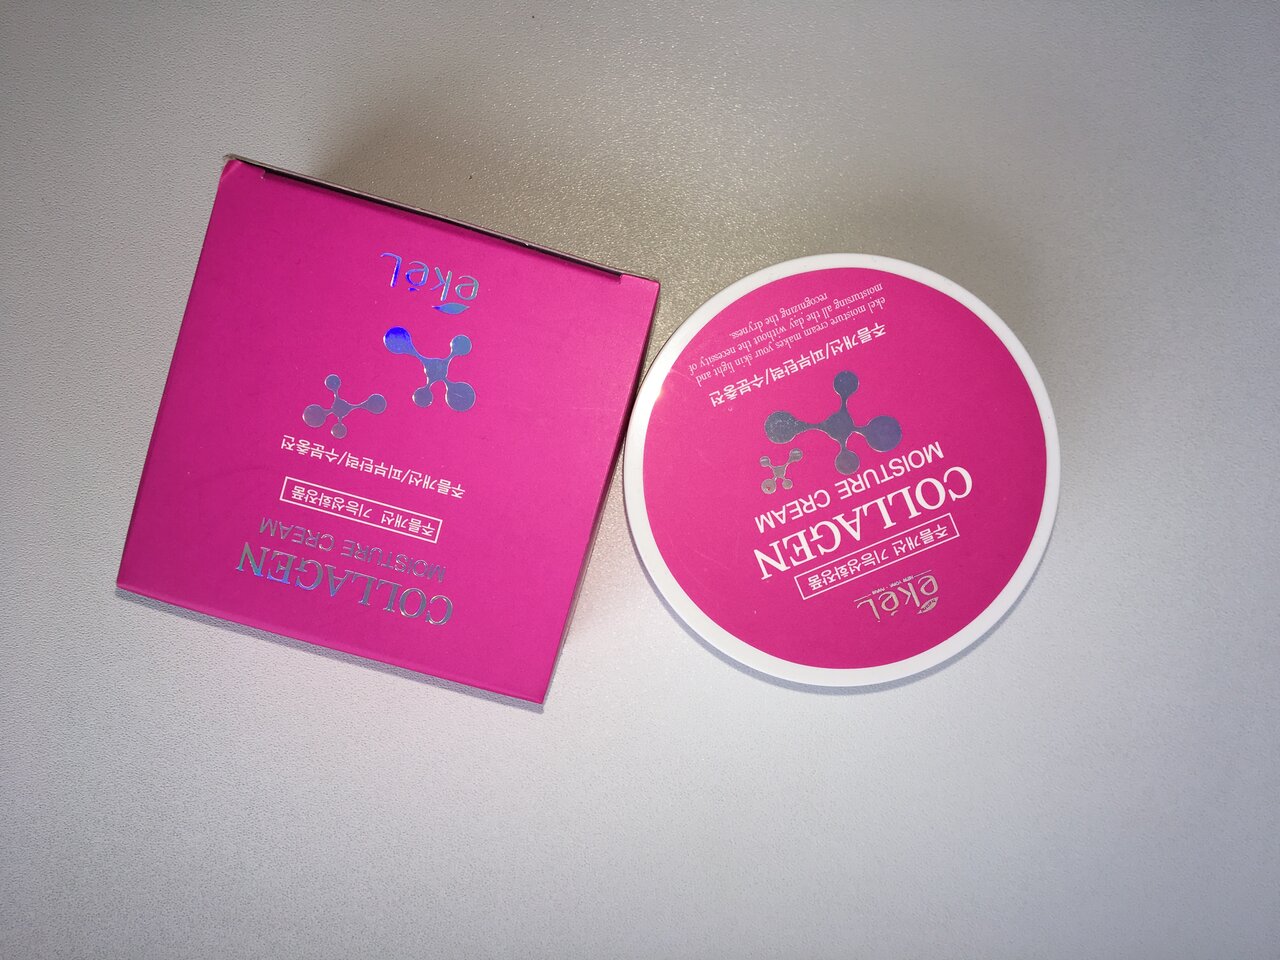 COLLAGEN
MOISTURE CREAM
주름개선 기능성화장품
주름개선/피부탄력/수분충전
ekel
ekel
주름개선 기능성화장품
COLLAGEN
MOISTURE CREAM
주름개선/피부탄력/수분충전
ekel moisture cream makes your skin light and
moistursing all the day without the necessity of
recognizing the dryness.